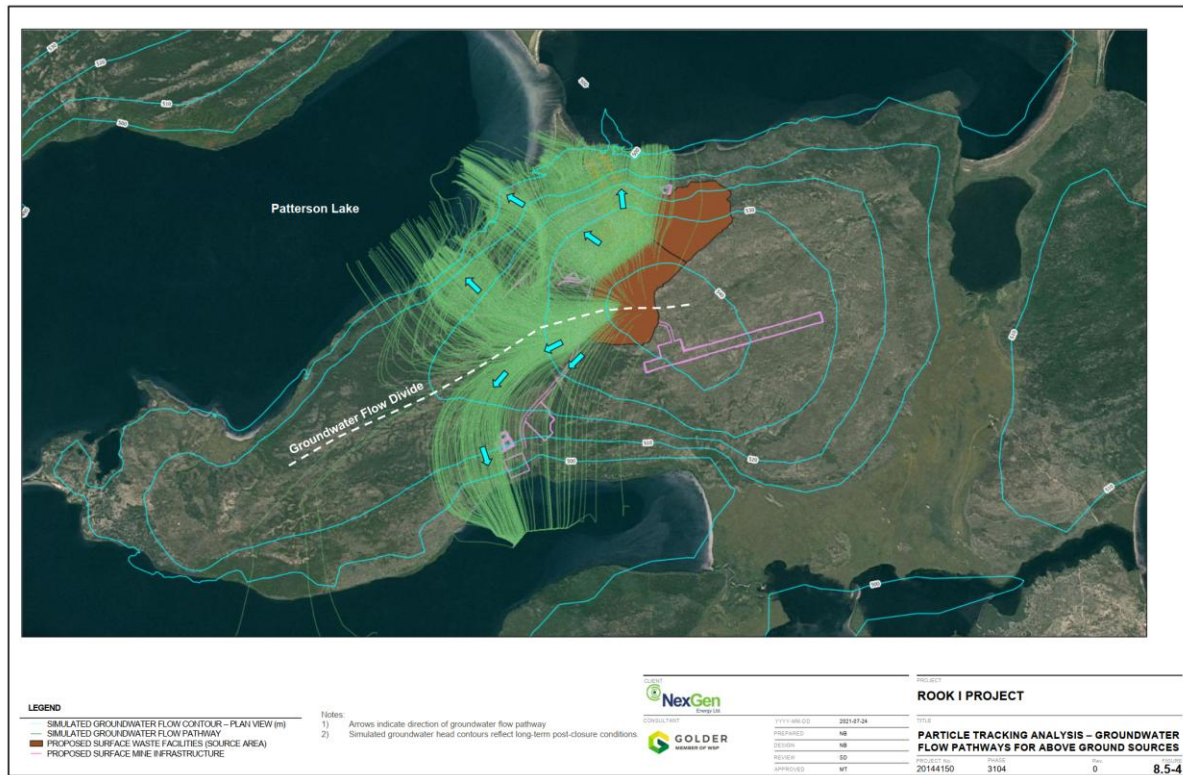 Patterson Lake
Groundwater Flow Divide
LEGEND
SIMULATED GROUNDWATER FLOW CONTOUR – PLAN VIEW (m)
SIMULATED GROUNDWATER FLOW PATHWAY
PROPOSED SURFACE WASTE FACILITIES (SOURCE AREA)
PROPOSED SURFACE MINE INFRASTRUCTURE
Notes:
1) Arrows indicate direction of groundwater flow pathway
2) Simulated groundwater head contours reflect long-term post-closure conditions.
CLIENT
NexGen
Energy Ltd.
CONSULTANT
GOLDER
MEMBER OF WSP
YYYY-MM-DD 2021-07-24
PREPARED NB
DESIGN NB
REVIEW SD
APPROVED MT
PROJECT
ROOK I PROJECT
TITLE
PARTICLE TRACKING ANALYSIS – GROUNDWATER
FLOW PATHWAYS FOR ABOVE GROUND SOURCES
PROJECT No. PHASE Rev. FIGURE
20144150 3104 0 8.5-4